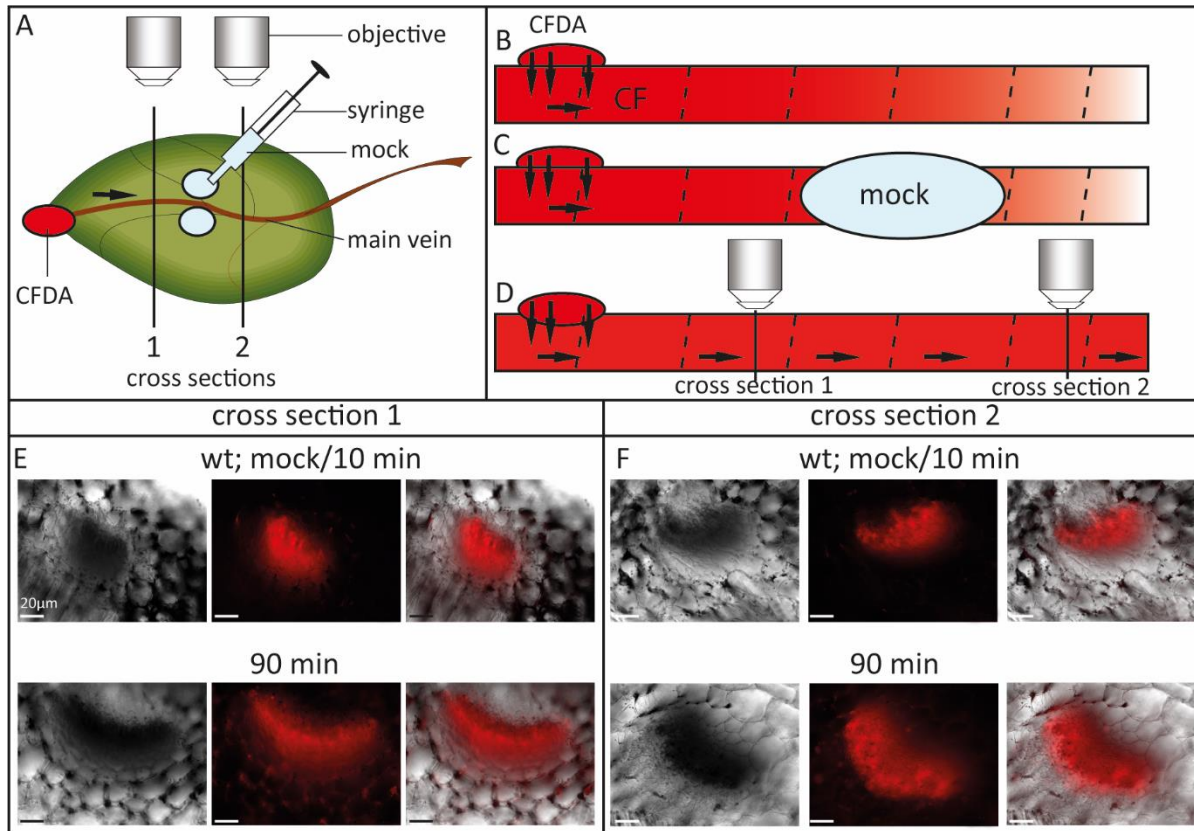 A
objective
syringe
mock
main vein
CFDA
1 2
cross sections
B
CFDA
CF
C
mock
D
cross section 1
cross section 2
cross section 1
cross section 2
E
wt; mock/10 min
20μm
90 min
F
wt; mock/10 min
90 min